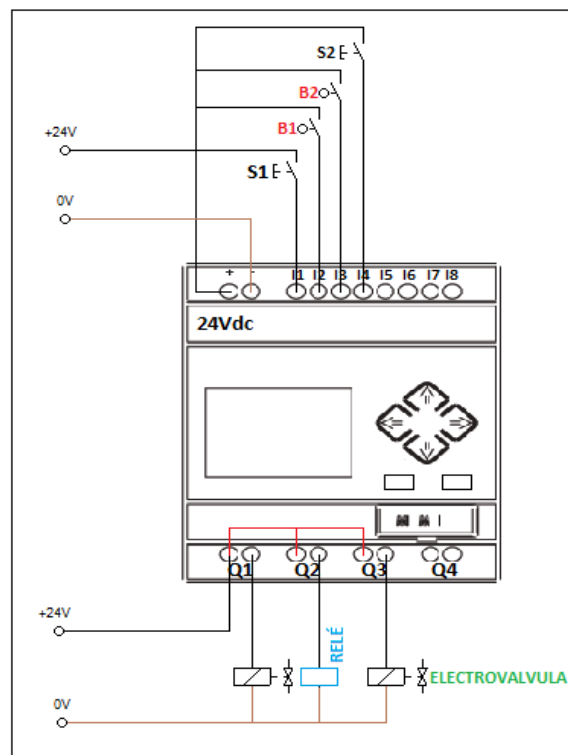 S2
B2
B1
+24V
S1
0V
+ - I1 I2 I3 I4 I5 I6 I7 I8
24Vdc
Q1 Q2 Q3 Q4
+24V
RELÉ
ELECTROVALVULA
0V